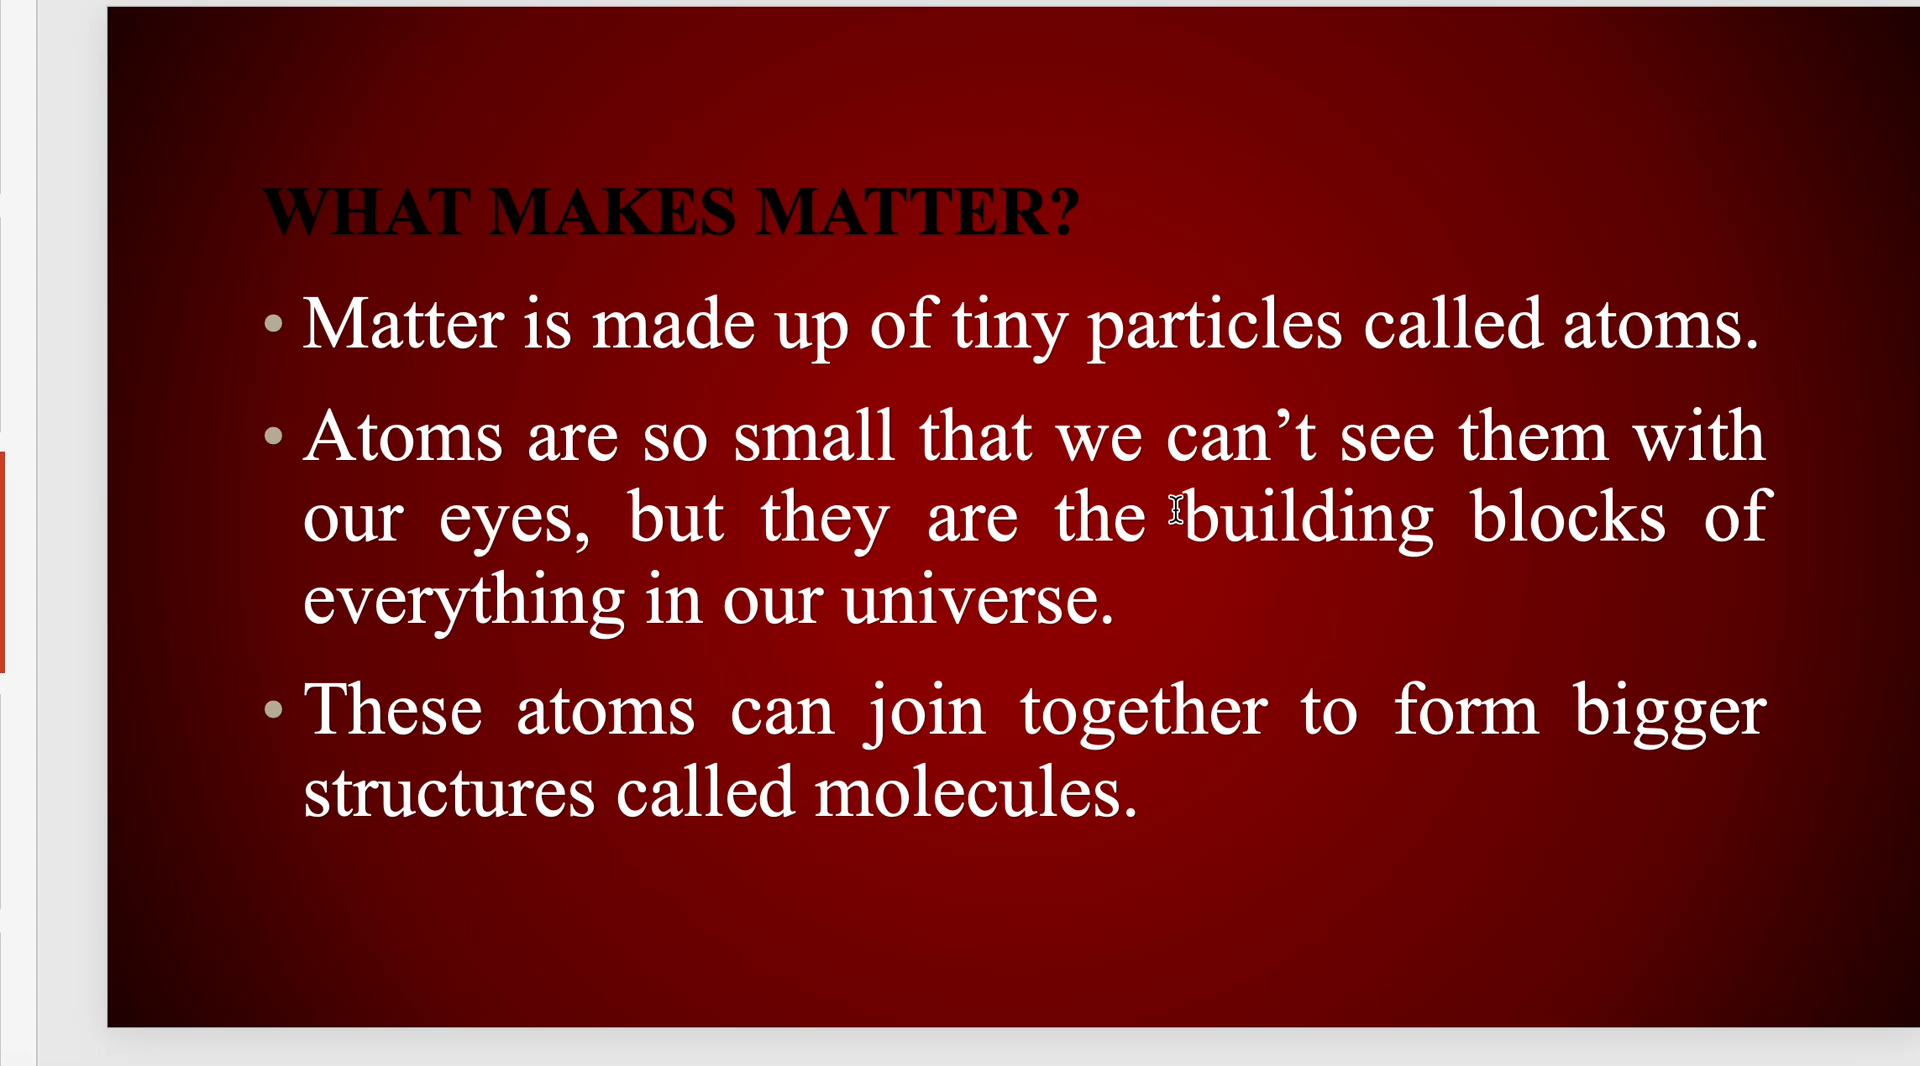 WHAT MAKES MATTER?
• Matter is made up of tiny particles called atoms.
• Atoms are so small that we can’t see them with
our eyes, but they are the building blocks of
everything in our universe.
• These atoms can join together to form bigger
structures called molecules.